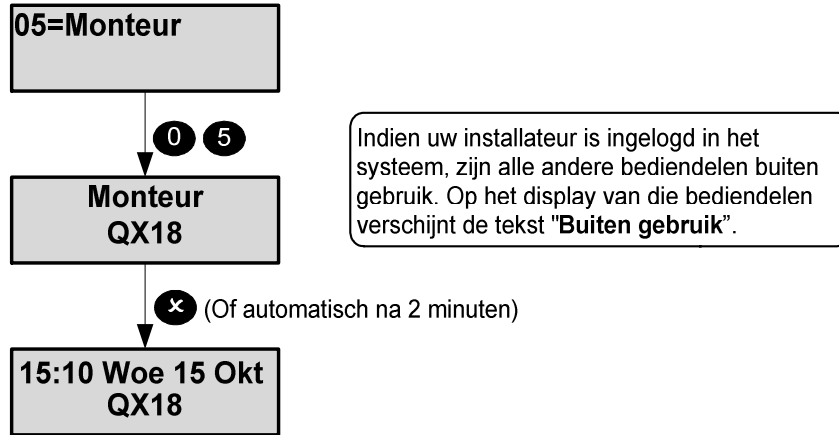 05=Monteur
0 5
Monteur
QX18
Indien uw installateur is ingelogd in het
systeem, zijn alle andere bediendelen buiten
gebruik. Op het display van die bediendelen
verschijnt de tekst "Buiten gebruik”.
x (Of automatisch na 2 minuten)
15:10 Woe 15 Okt
QX18